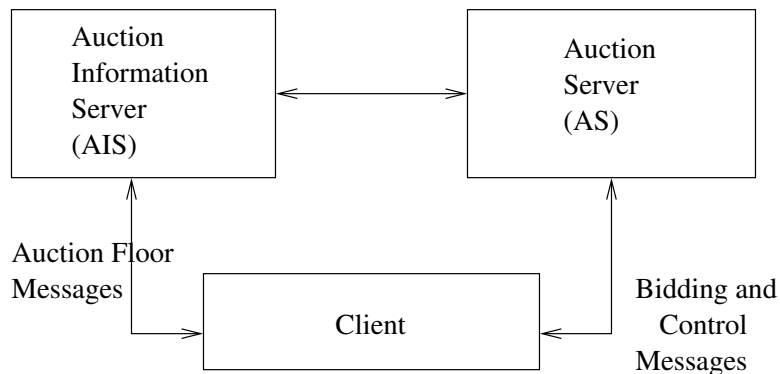 Auction
Information
Server
(AIS)
Auction
Server
(AS)
Auction Floor
Messages
Client
Bidding and
Control
Messages